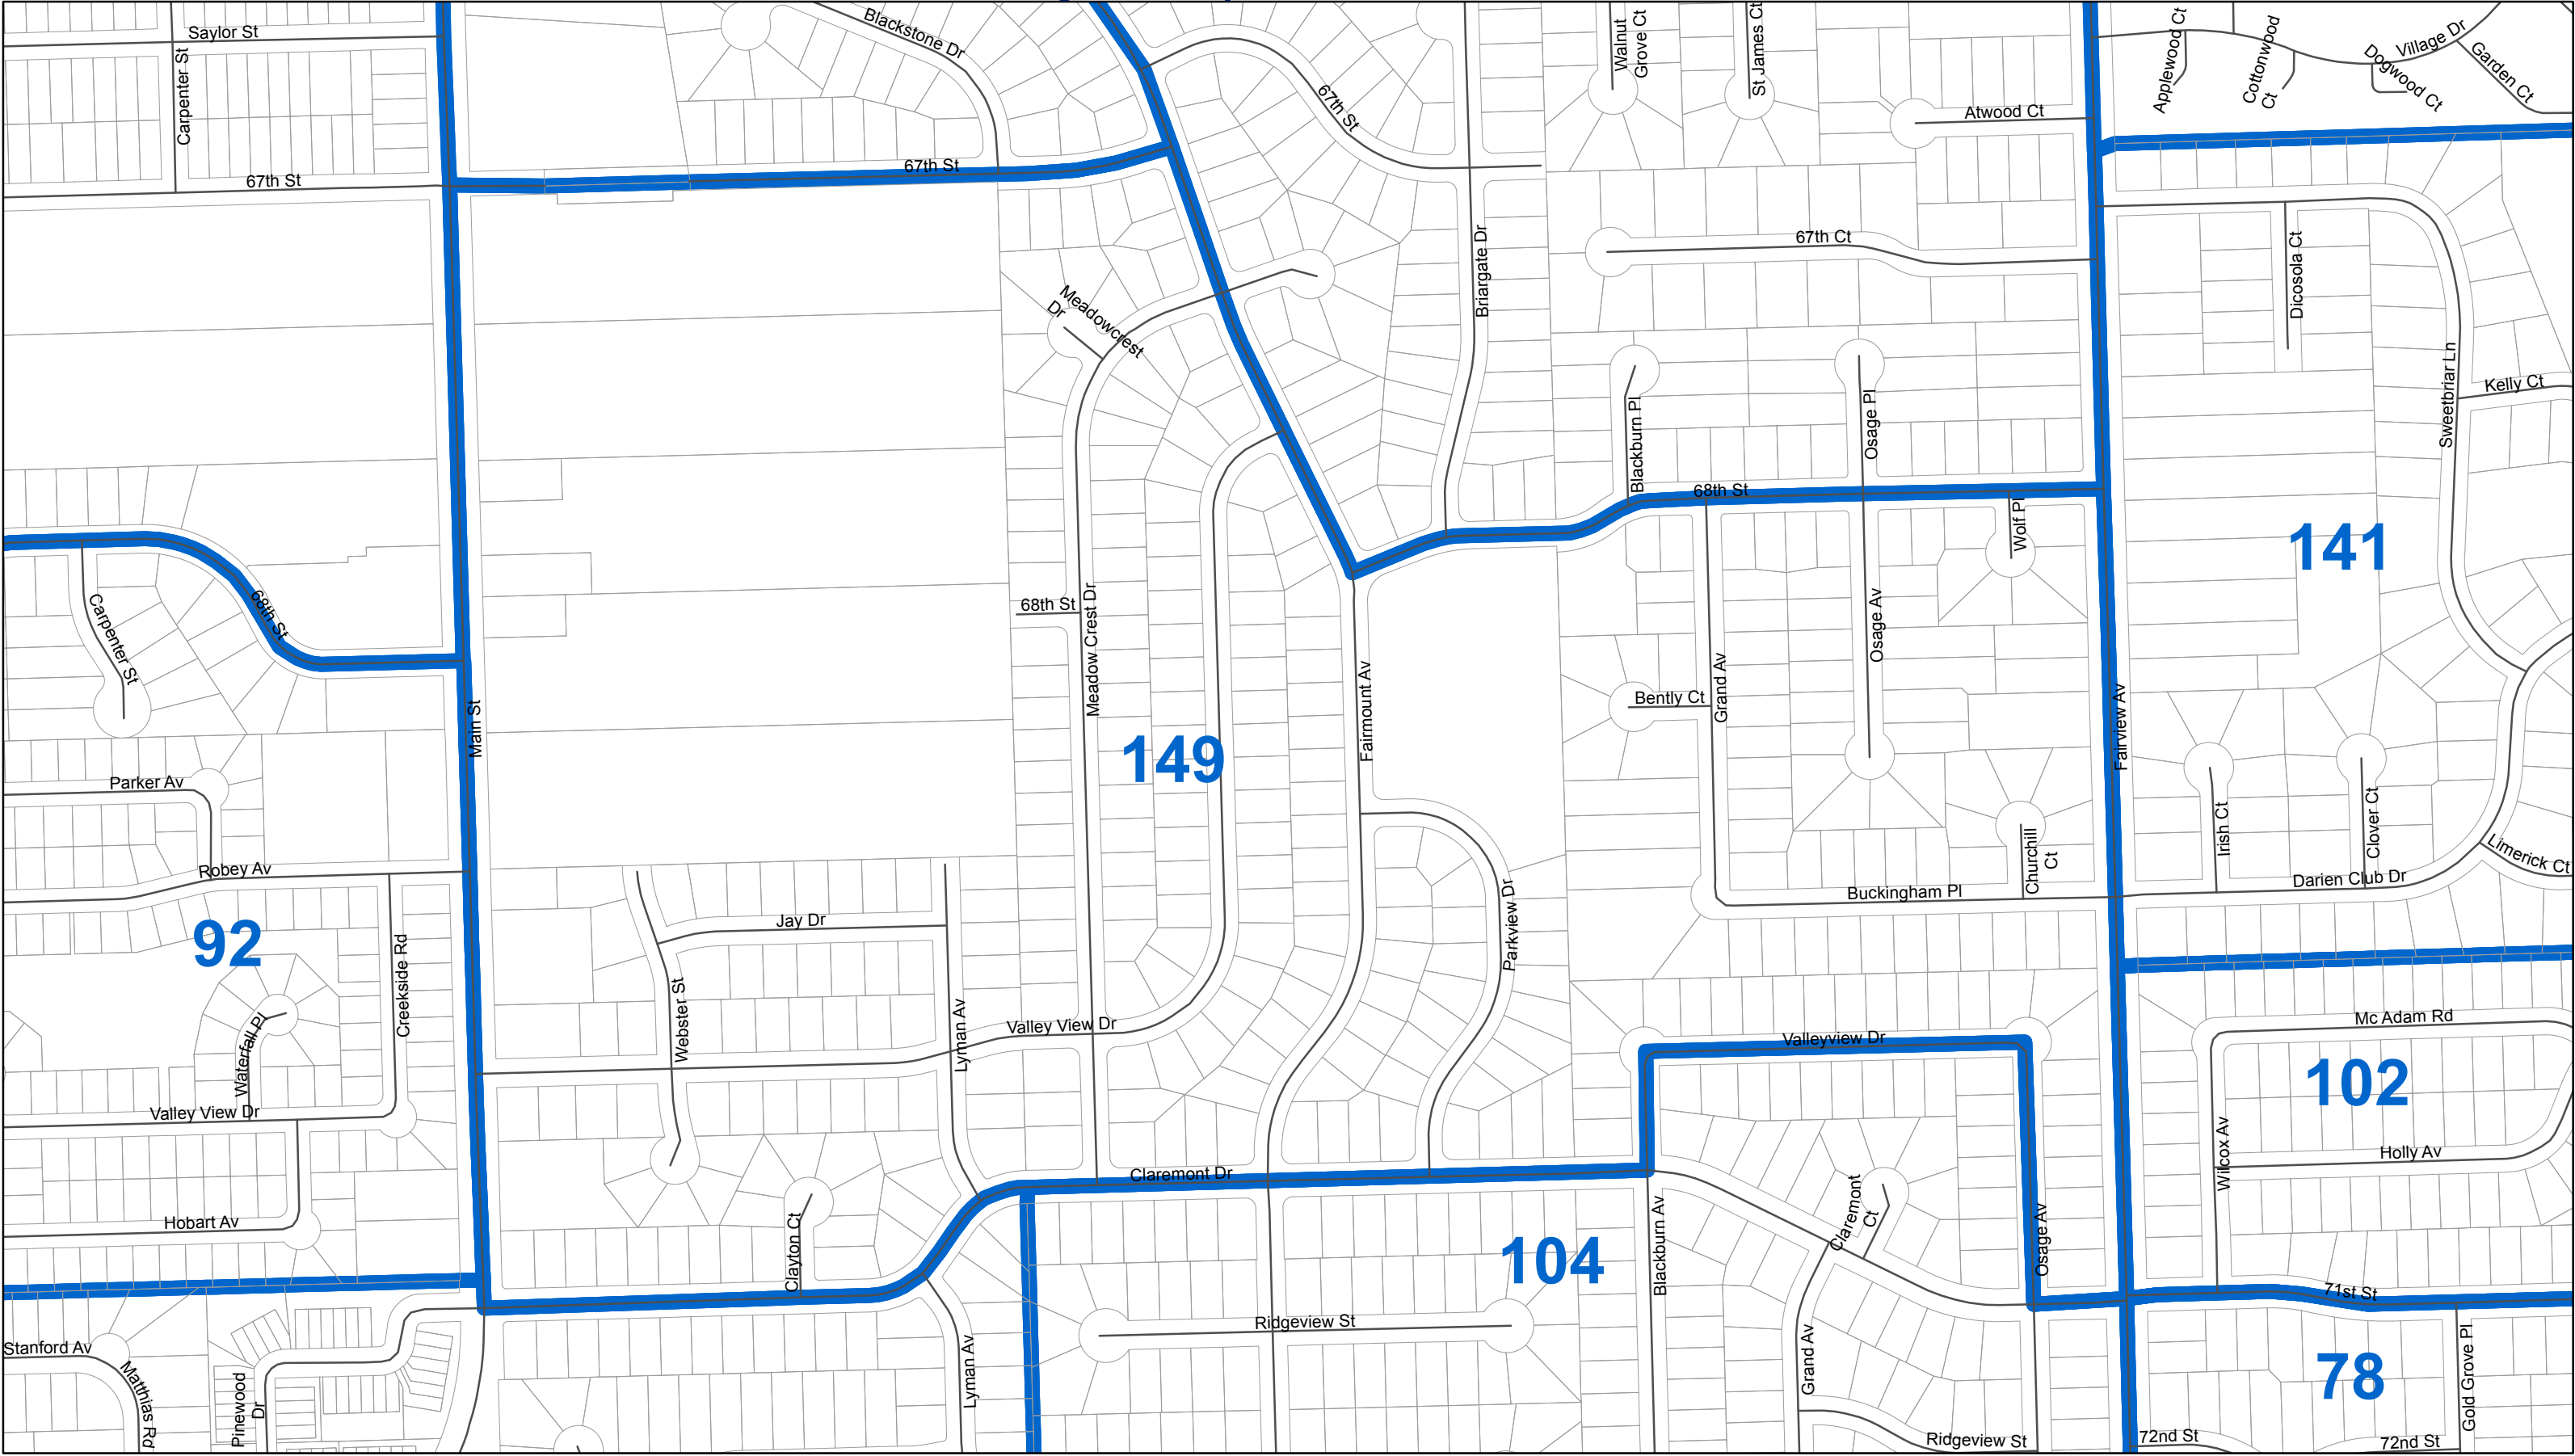 Saylor St
Carpenter St
67th St
Blackstone Dr
67th St
67th St
Walnut
Grove Ct
St James Ct
Atwood Ct
Applewood Ct
Cottonwood
Ct
Dogwood Ct
Village Dr
Garden Ct
67th Ct
Briargate Dr
Dicosola Ct
Meadowcrest
Dr
Sweetbriar Ln
Kelly Ct
Blackburn Pl
Osage Pl
68th St
Wolf Pl
141
Carpenter St
68th St
68th St
Meadow Crest Dr
Osage Av
Fairmount Av
Bently Ct
Grand Av
Main St
Fairview Av
149
Parker Av
Robey Av
Irish Ct
Clover Ct
Limerick Ct
Churchill
Ct
Darien Club Dr
Buckingham Pl
Jay Dr
Parkview Dr
92
Creekside Rd
Webster St
Lyman Av
Valley View Dr
Waterfall Pl
Valleyview Dr
Mc Adam Rd
102
Valley View Dr
Wilcox Av
Holly Av
Claremont Dr
Hobart Av
Clayton Ct
Claremont
Ct
Blackburn Av
Osage Av
104
71st St
Ridgeview St
Stanford Av
Matthias Rd
Pinewood
Dr
Lyman Av
Grand Av
78
Gold Grove Pl
Ridgeview St
72nd St
72nd St